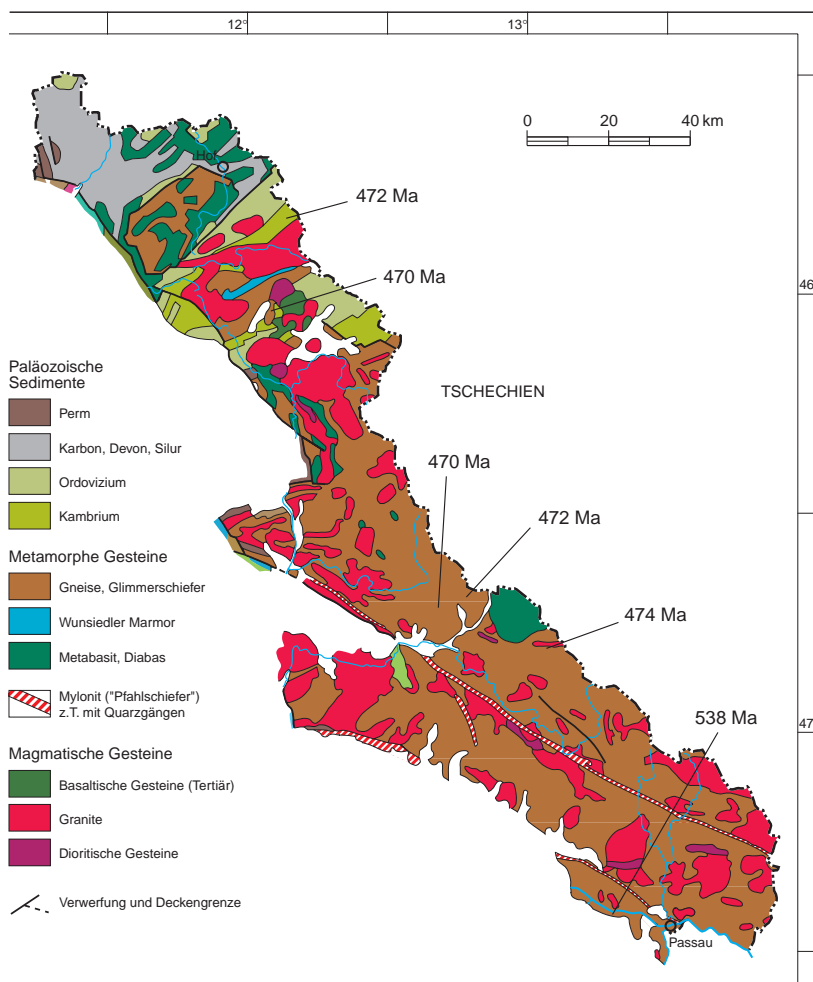 12°
13°
0 20 40 km
Hof
472 Ma
470 Ma
46
Paläozoische
Sedimente
TSCHECHIEN
Perm
Karbon, Devon, Silur
Ordovizium
Kambrium
470 Ma
472 Ma
Metamorphe Gesteine
Gneise, Glimmerschiefer
Wunsiedler Marmor
Metabasit, Diabas
474 Ma
Mylonit ("Pfahlschiefer")
z.T. mit Quarzgängen
538 Ma
47
Magmatische Gesteine
Basaltische Gesteine (Tertiär)
Granite
Dioritische Gesteine
Verwerfung und Deckengrenze
Passau